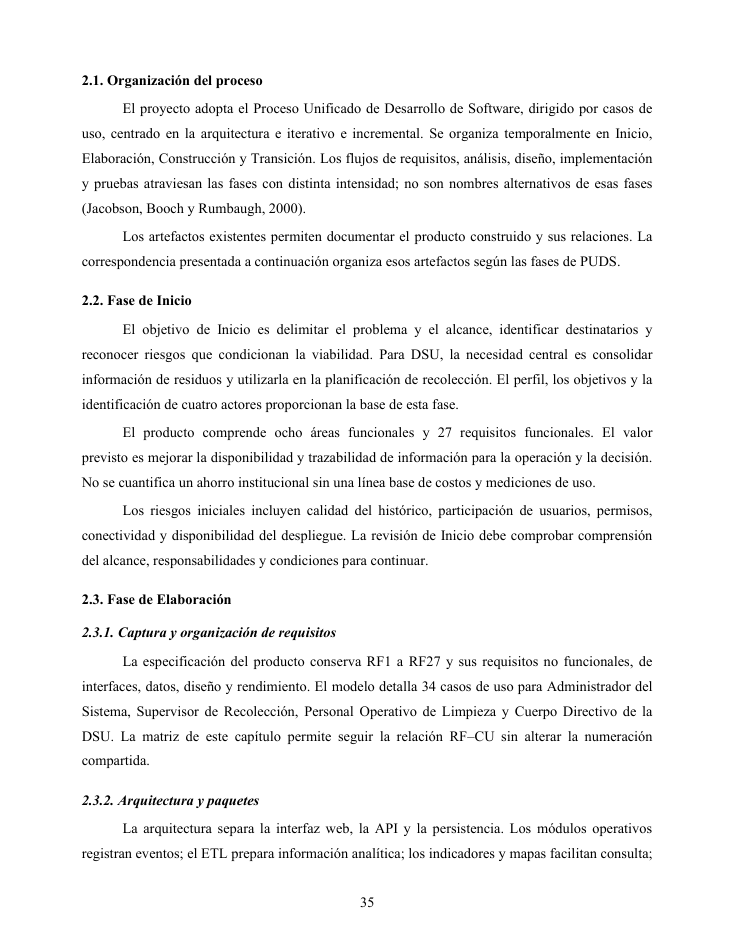 2.1. Organización del proceso
El proyecto adopta el Proceso Unificado de Desarrollo de Software, dirigido por casos de
uso, centrado en la arquitectura e iterativo e incremental. Se organiza temporalmente en Inicio,
Elaboración, Construcción y Transición. Los flujos de requisitos, análisis, diseño, implementación
y pruebas atraviesan las fases con distinta intensidad; no son nombres alternativos de esas fases
(Jacobson, Booch y Rumbaugh, 2000).
Los artefactos existentes permiten documentar el producto construido y sus relaciones. La
correspondencia presentada a continuación organiza esos artefactos según las fases de PUDS.
2.2. Fase de Inicio
El objetivo de Inicio es delimitar el problema y el alcance, identificar destinatarios y
reconocer riesgos que condicionan la viabilidad. Para DSU, la necesidad central es consolidar
información de residuos y utilizarla en la planificación de recolección. El perfil, los objetivos y la
identificación de cuatro actores proporcionan la base de esta fase.
El producto comprende ocho áreas funcionales y 27 requisitos funcionales. El valor
previsto es mejorar la disponibilidad y trazabilidad de información para la operación y la decisión.
No se cuantifica un ahorro institucional sin una línea base de costos y mediciones de uso.
Los riesgos iniciales incluyen calidad del histórico, participación de usuarios, permisos,
conectividad y disponibilidad del despliegue. La revisión de Inicio debe comprobar comprensión
del alcance, responsabilidades y condiciones para continuar.
2.3. Fase de Elaboración
2.3.1. Captura y organización de requisitos
La especificación del producto conserva RF1 a RF27 y sus requisitos no funcionales, de
interfaces, datos, diseño y rendimiento. El modelo detalla 34 casos de uso para Administrador del
Sistema, Supervisor de Recolección, Personal Operativo de Limpieza y Cuerpo Directivo de la
DSU. La matriz de este capítulo permite seguir la relación RF–CU sin alterar la numeración
compartida.
2.3.2. Arquitectura y paquetes
La arquitectura separa la interfaz web, la API y la persistencia. Los módulos operativos
registran eventos; el ETL prepara información analítica; los indicadores y mapas facilitan consulta;
35